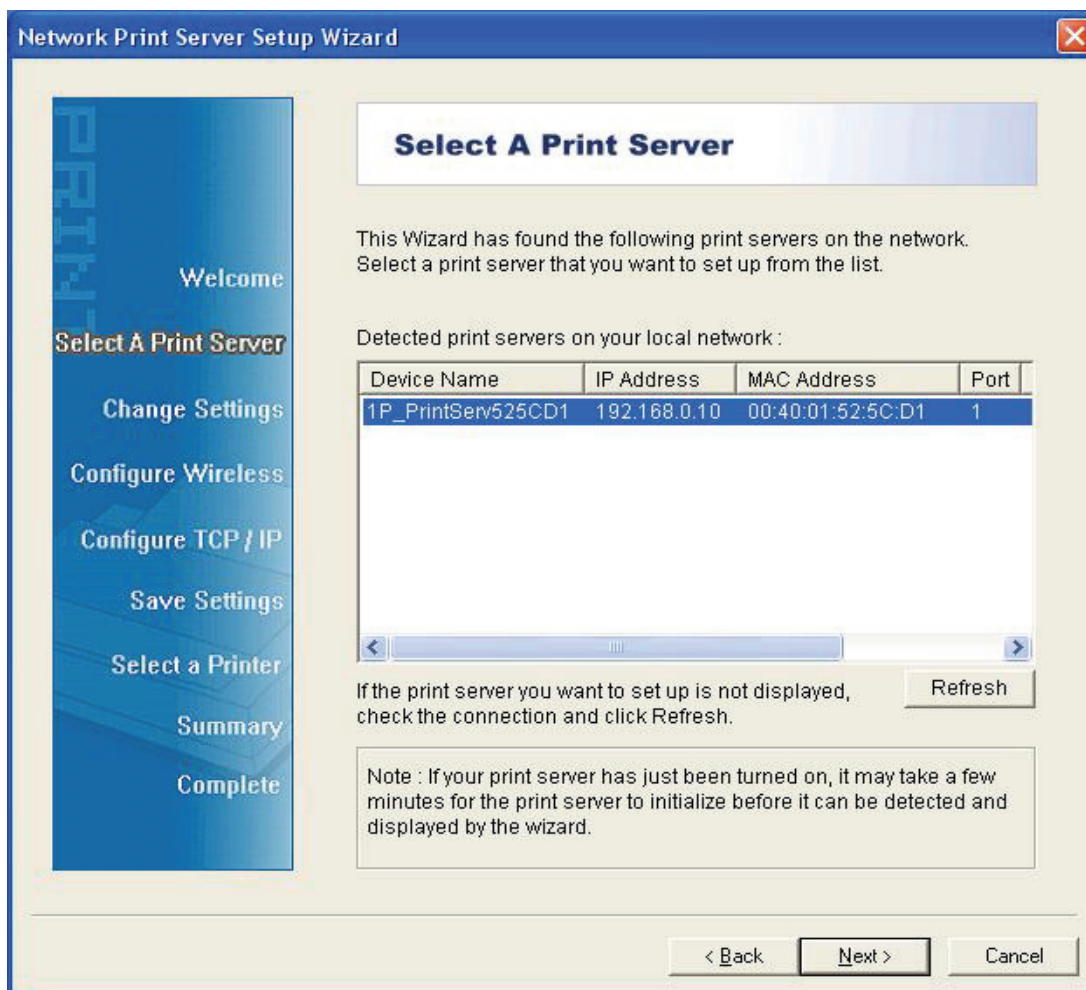 Network Print Server Setup Wizard
PRINT
Welcome
Select A Print Server
Change Settings
Configure Wireless
Configure TCP / IP
Save Settings
Select a Printer
Summary
Complete
Select A Print Server
This Wizard has found the following print servers on the network.
Select a print server that you want to set up from the list.
Detected print servers on your local network :
Device Name IP Address MAC Address Port
1P_PrintServ525CD1 192.168.0.10 00:40:01:52:5C:D1 1
If the print server you want to set up is not displayed,
check the connection and click Refresh.
Refresh
Note : If your print server has just been turned on, it may take a few
minutes for the print server to initialize before it can be detected and
displayed by the wizard.
< Back Next > Cancel